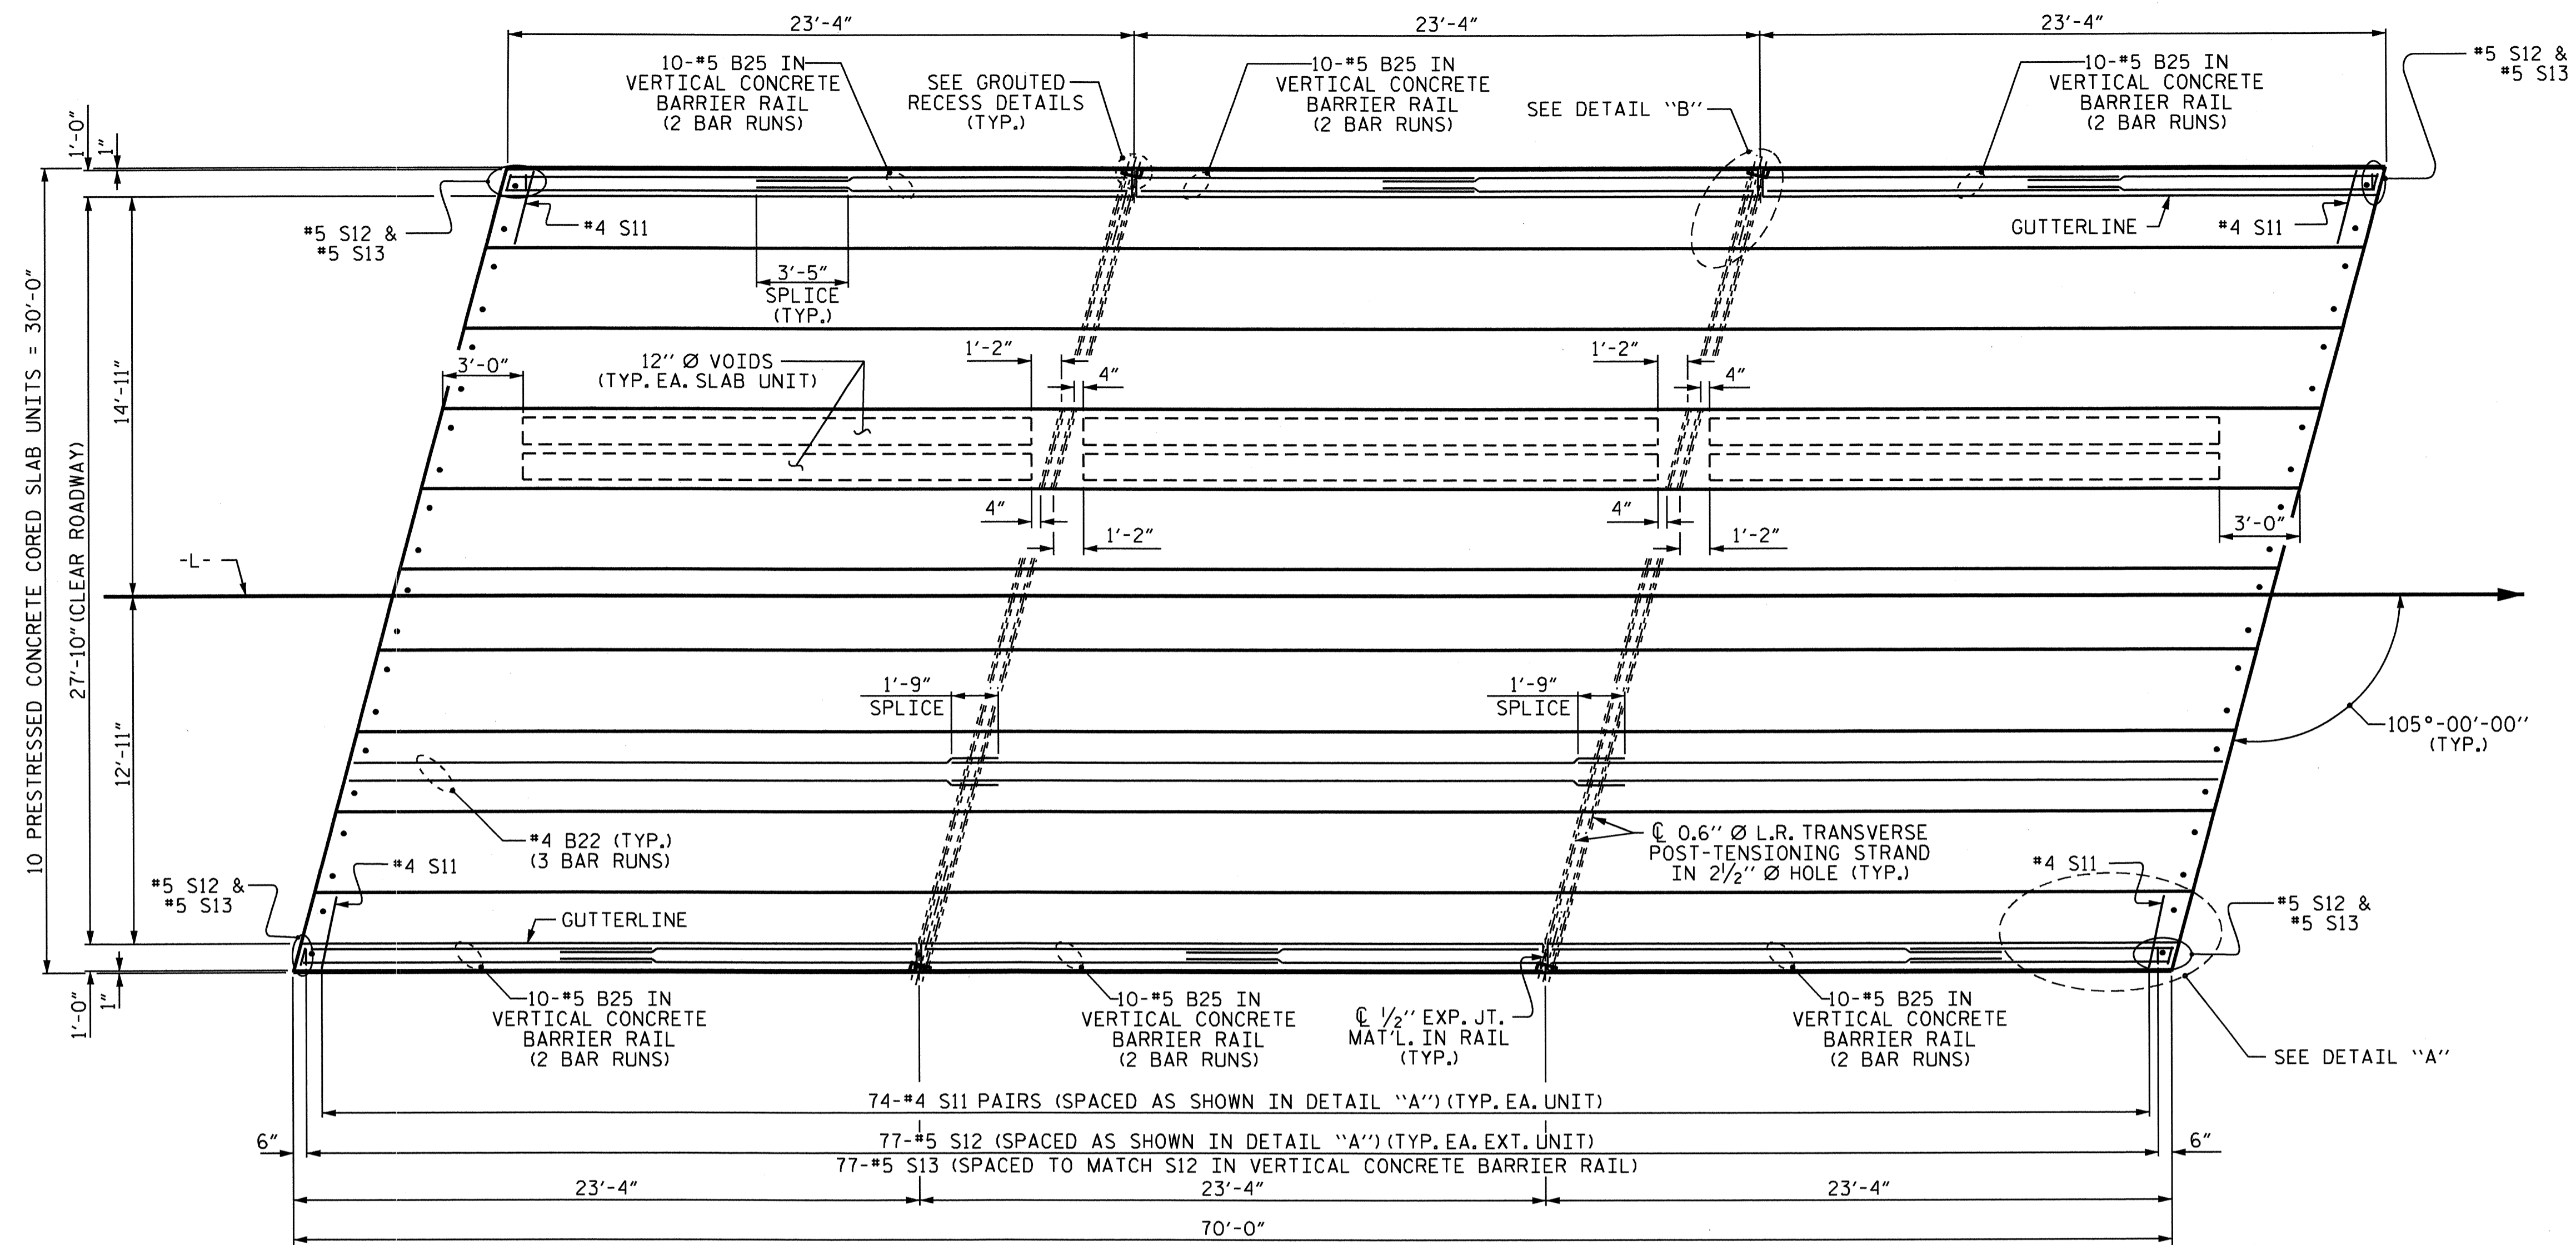 23'-4"
23'-4"
23'-4"
#5 S12 &
#5 S13
10-#5 B25 IN
VERTICAL CONCRETE
BARRIER RAIL
(2 BAR RUNS)
SEE GROUTED
RECESS DETAILS
(TYP.)
10-#5 B25 IN
VERTICAL CONCRETE
BARRIER RAIL
(2 BAR RUNS)
SEE DETAIL "B"
10-#5 B25 IN
VERTICAL CONCRETE
BARRIER RAIL
(2 BAR RUNS)
1'-0"
1"
#5 S12 &
#5 S13
#4 S11
GUTTERLINE
#4 S11
3'-5"
SPLICE
(TYP.)
10 PRESTRESSED CONCRETE CORED SLAB UNITS = 30'-0"
27'-10" (CLEAR ROADWAY)
14'-11"
3'-0"
12" Ø VOIDS
(TYP. EA. SLAB UNIT)
1'-2"
4"
1'-2"
4"
4"
1'-2"
4"
1'-2"
3'-0"
-L-
12'-11"
1'-9"
SPLICE
1'-9"
SPLICE
105°-00'-00"
(TYP.)
#4 B22 (TYP.)
(3 BAR RUNS)
℄ 0.6" Ø L.R. TRANSVERSE
POST-TENSIONING STRAND
IN 2½" Ø HOLE (TYP.)
#4 S11
#4 S11
#5 S12 &
#5 S13
GUTTERLINE
#5 S12 &
#5 S13
1'-0"
1"
10-#5 B25 IN
VERTICAL CONCRETE
BARRIER RAIL
(2 BAR RUNS)
10-#5 B25 IN
VERTICAL CONCRETE
BARRIER RAIL
(2 BAR RUNS)
℄ ½" EXP. JT.
MAT'L. IN RAIL
(TYP.)
10-#5 B25 IN
VERTICAL CONCRETE
BARRIER RAIL
(2 BAR RUNS)
SEE DETAIL "A"
74-#4 S11 PAIRS (SPACED AS SHOWN IN DETAIL "A") (TYP. EA. UNIT)
6"
77-#5 S12 (SPACED AS SHOWN IN DETAIL "A") (TYP. EA. EXT. UNIT)
6"
77-#5 S13 (SPACED TO MATCH S12 IN VERTICAL CONCRETE BARRIER RAIL)
23'-4"
23'-4"
23'-4"
70'-0"